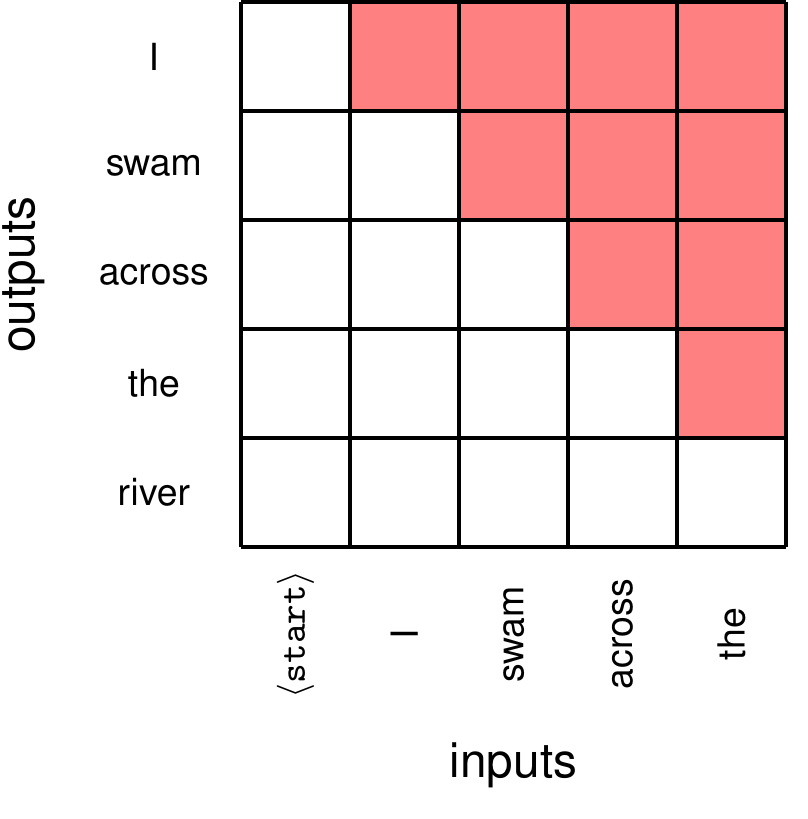 outputs
I
swam
across
the
river
⟨start⟩
I
swam
across
the
inputs